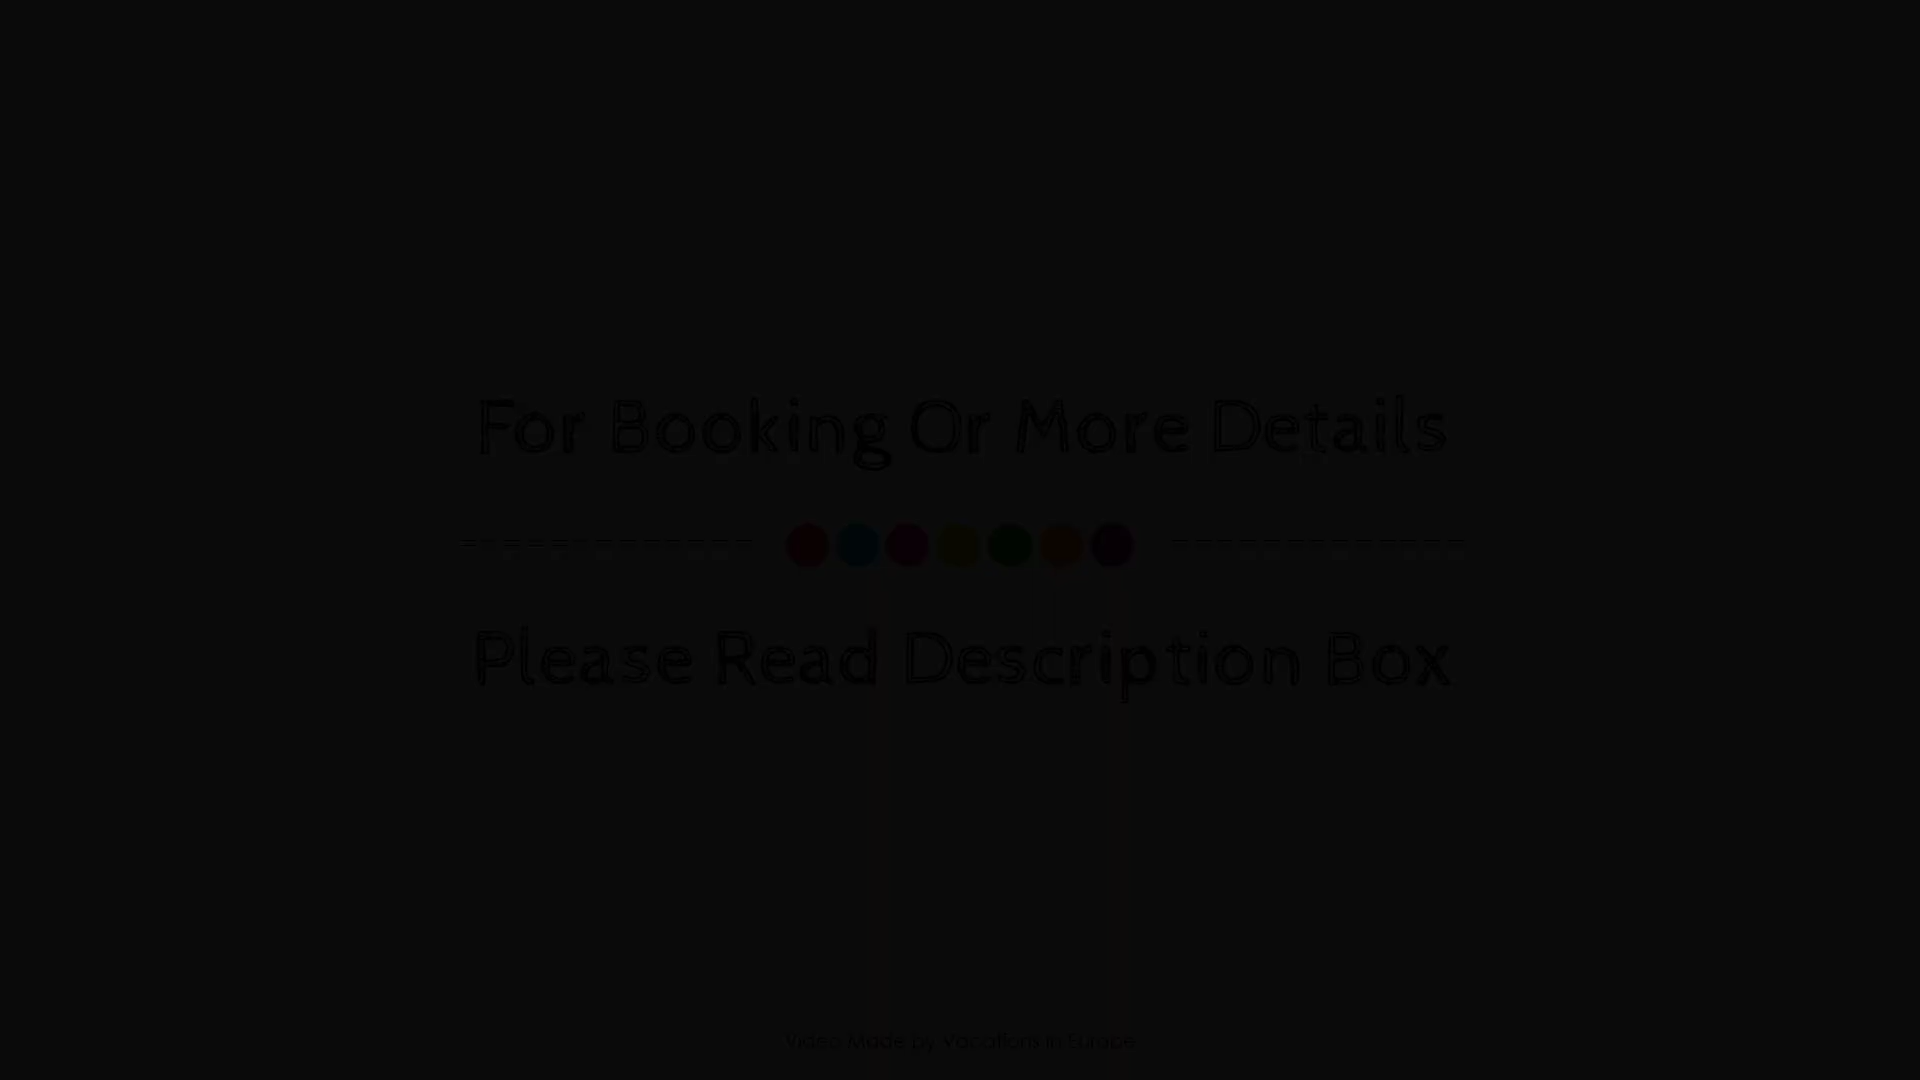 For Booking Or More Details
Please Read Description Box
Video Made by Vacations in Europe